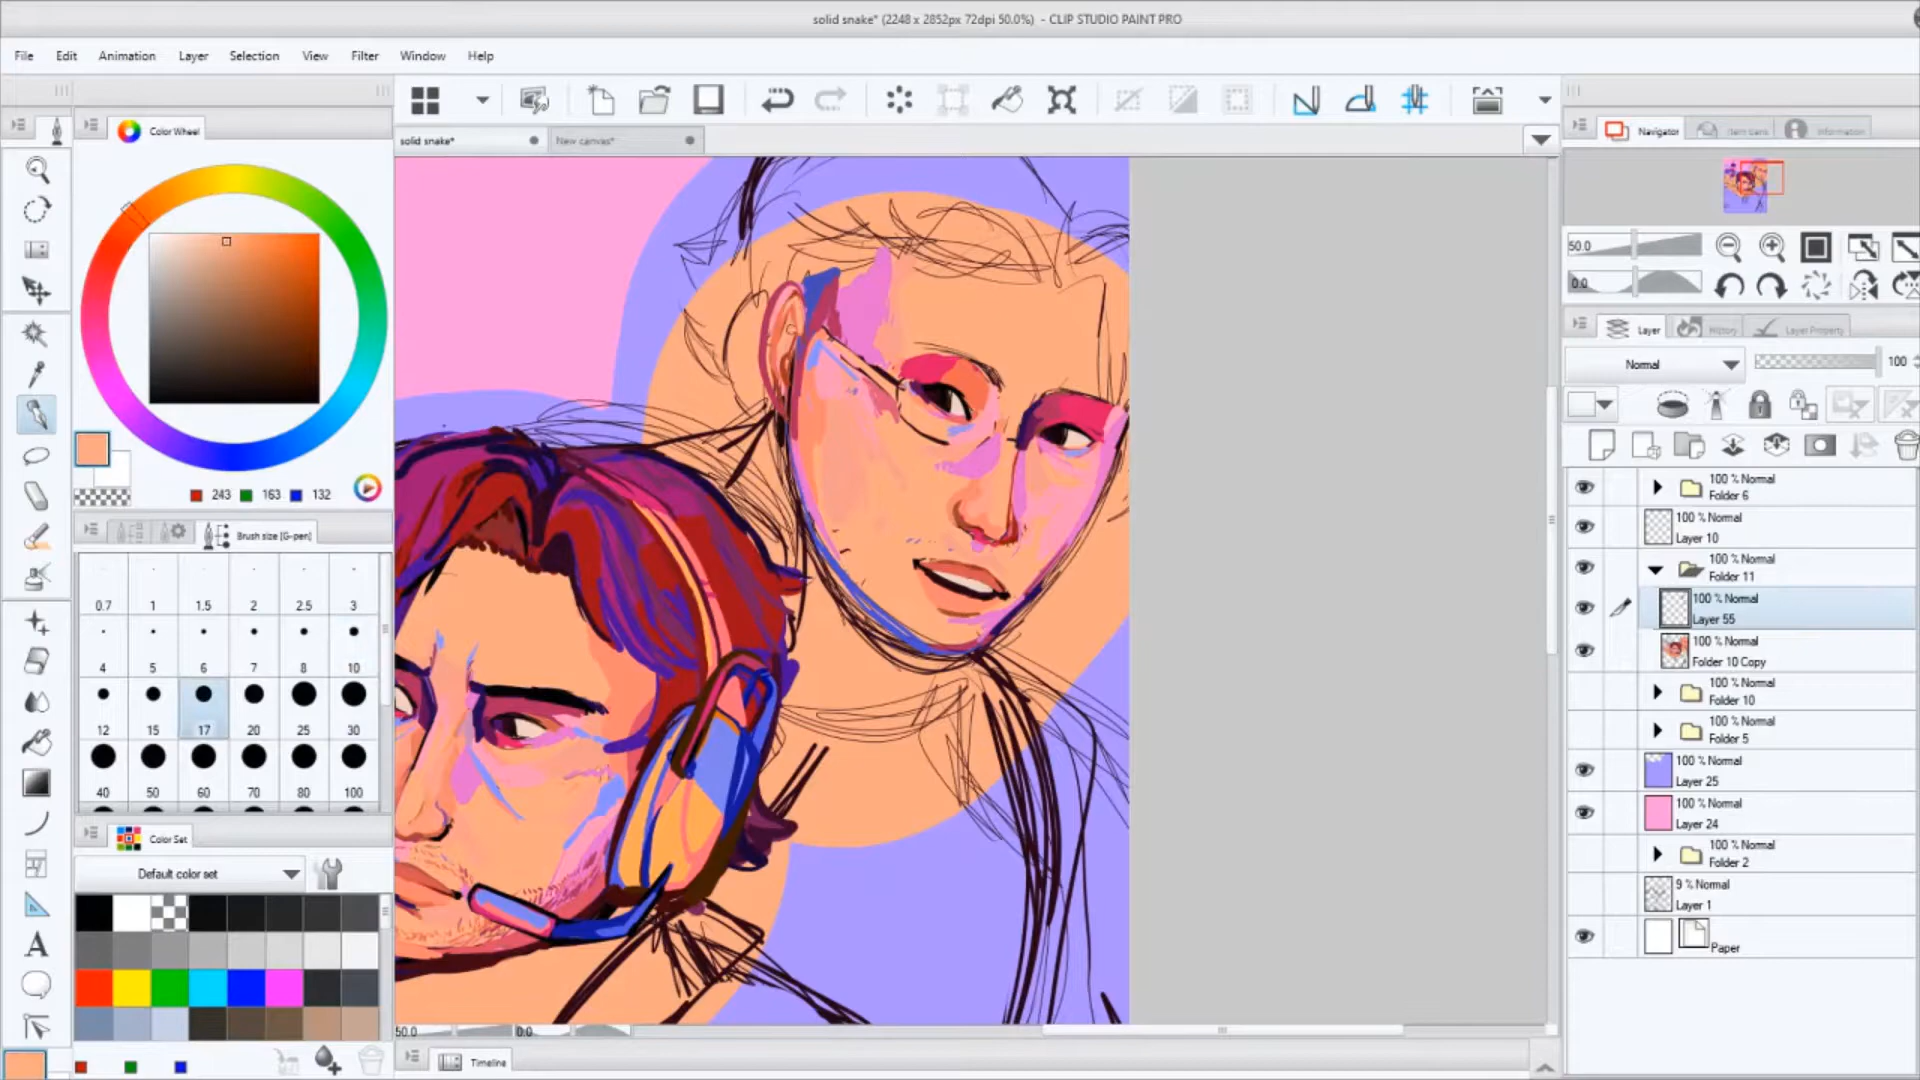 solid snake* (2248 x 2852px 72dpi 50.0%) - CLIP STUDIO PAINT PRO
File Edit Animation Layer Selection View Filter Window Help
Color Wheel
solid snake*
New canvas*
Navigator
Information
50.0
0.0
243 163 132
Brush size [G-pen]
0.7 1 1.5 2 2.5 3
4 5 6 7 8 10
12 15 17 20 25 30
40 50 60 70 80 100
Color Set
Default color set
A
Layer History Layer Property
Normal 100
100 % Normal
Folder 6
100 % Normal
Layer 10
100 % Normal
Folder 11
100 % Normal
Layer 55
100 % Normal
Folder 10 Copy
100 % Normal
Folder 10
100 % Normal
Folder 5
100 % Normal
Layer 25
100 % Normal
Layer 24
100 % Normal
Folder 2
9 % Normal
Layer 1
Paper
50.0 0.0
Timeline